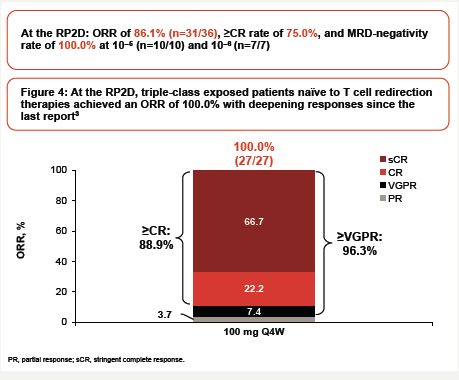 At the RP2D: ORR of 86.1% (n=31/36), ≥CR rate of 75.0%, and MRD-negativity
rate of 100.0% at 10⁻⁵ (n=10/10) and 10⁻⁶ (n=7/7)
Figure 4: At the RP2D, triple-class exposed patients naïve to T cell redirection
therapies achieved an ORR of 100.0% with deepening responses since the
last report³
100.0%
(27/27)
sCR
CR
VGPR
PR
ORR, %
100
80
60
40
20
0
≥CR:
88.9%
66.7
22.2
7.4
3.7
≥VGPR:
96.3%
100 mg Q4W
PR, partial response; sCR, stringent complete response.